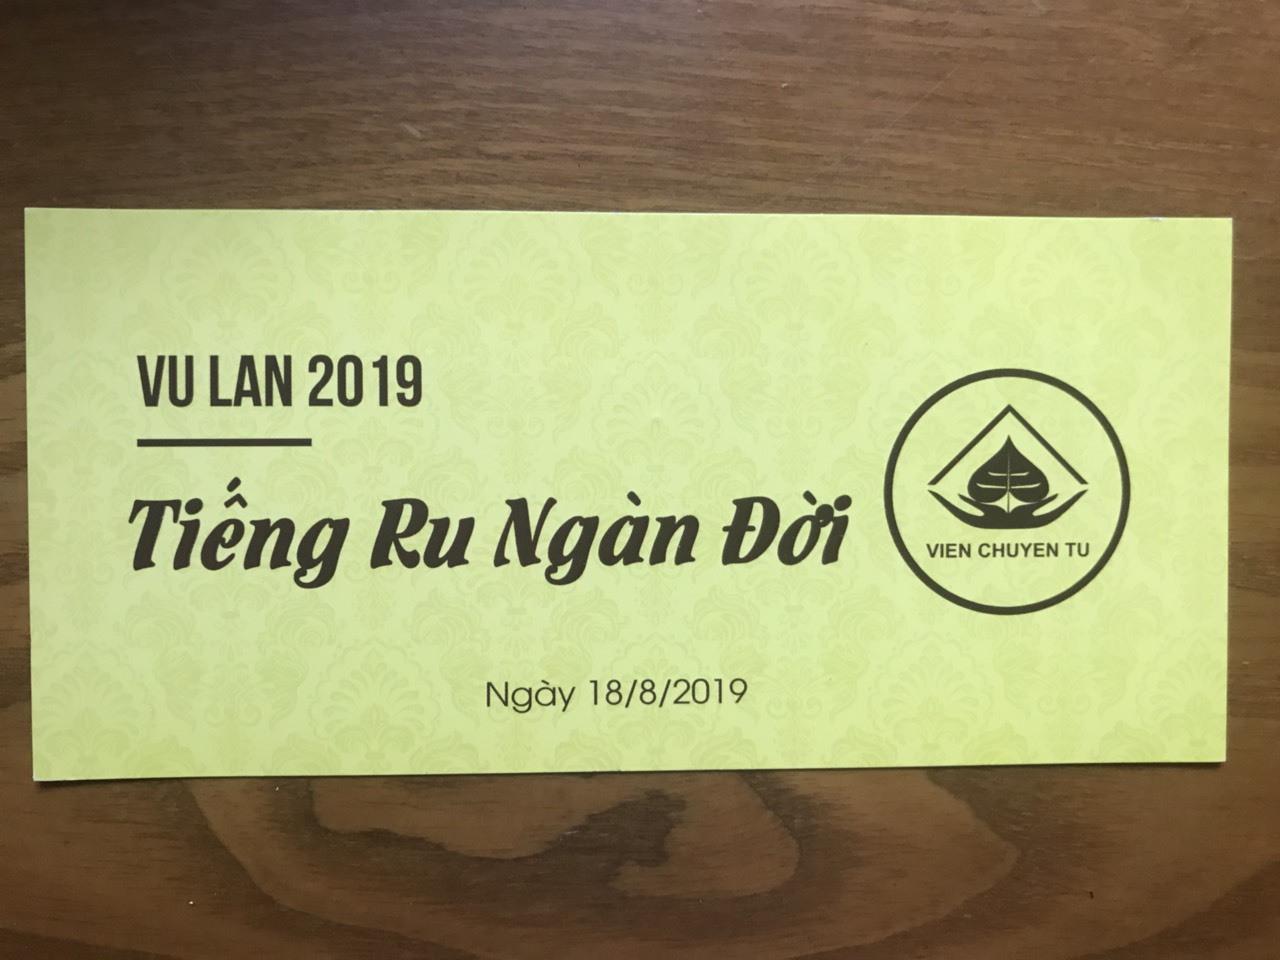 VU LAN 2019
Tiếng Ru Ngàn Đời
VIEN CHUYEN TU
Ngày 18/8/2019